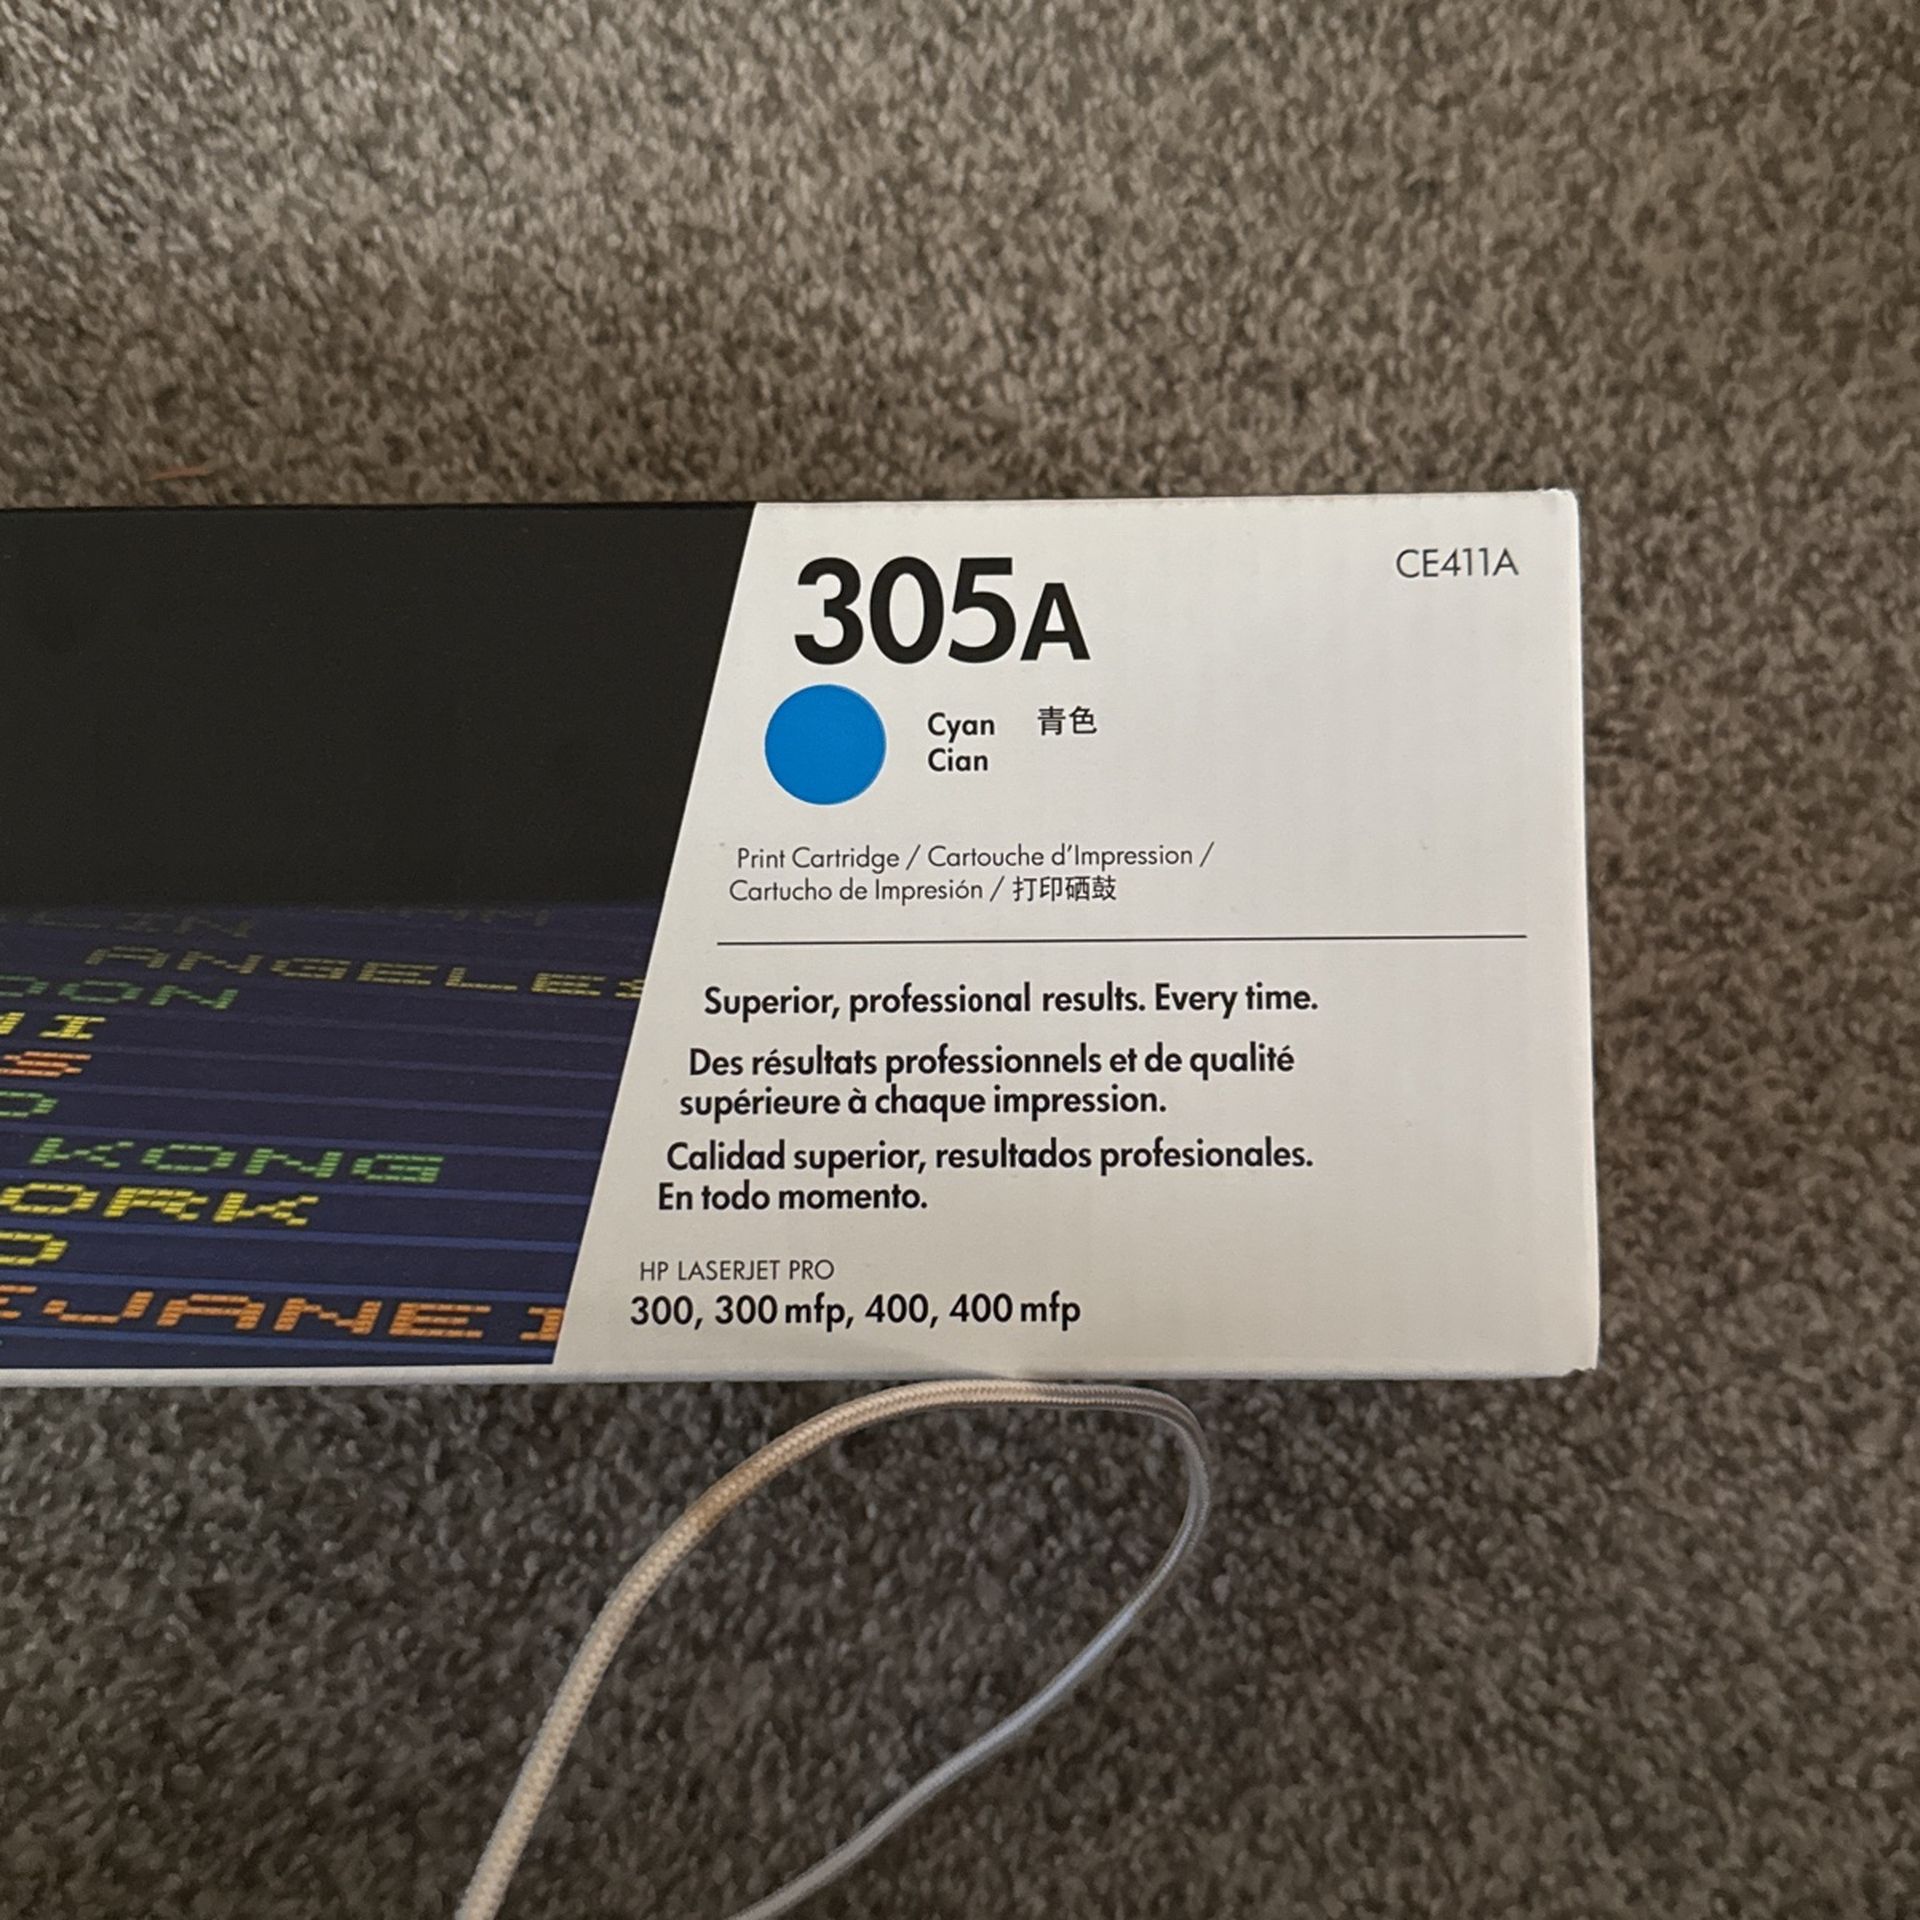 305A
CE411A
Cyan 青色
Cian
Print Cartridge / Cartouche d'Impression /
Cartucho de Impresión / 打印硒鼓
Superior, professional results. Every time.
Des résultats professionnels et de qualité
supérieure à chaque impression.
Calidad superior, resultados profesionales.
En todo momento.
HP LASERJET PRO
300, 300 mfp, 400, 400 mfp
ANGELES
KONG